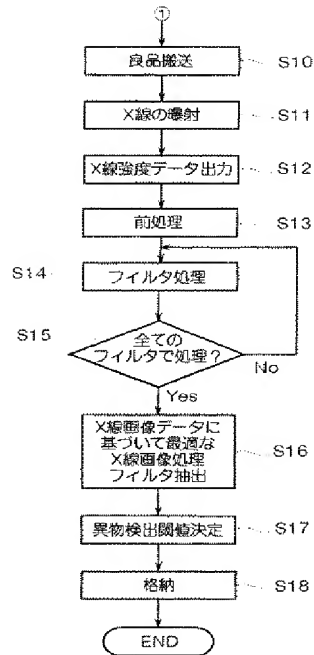 ①
良品搬送
S10
X線の曝射
S11
X線強度データ出力
S12
前処理
S13
S14
フィルタ処理
S15
全ての
フィルタで処理?
No
Yes
X線画像データに
基づいて最適な
X線画像処理
フィルタ抽出
S16
異物検出閾値決定
S17
格納
S18
END